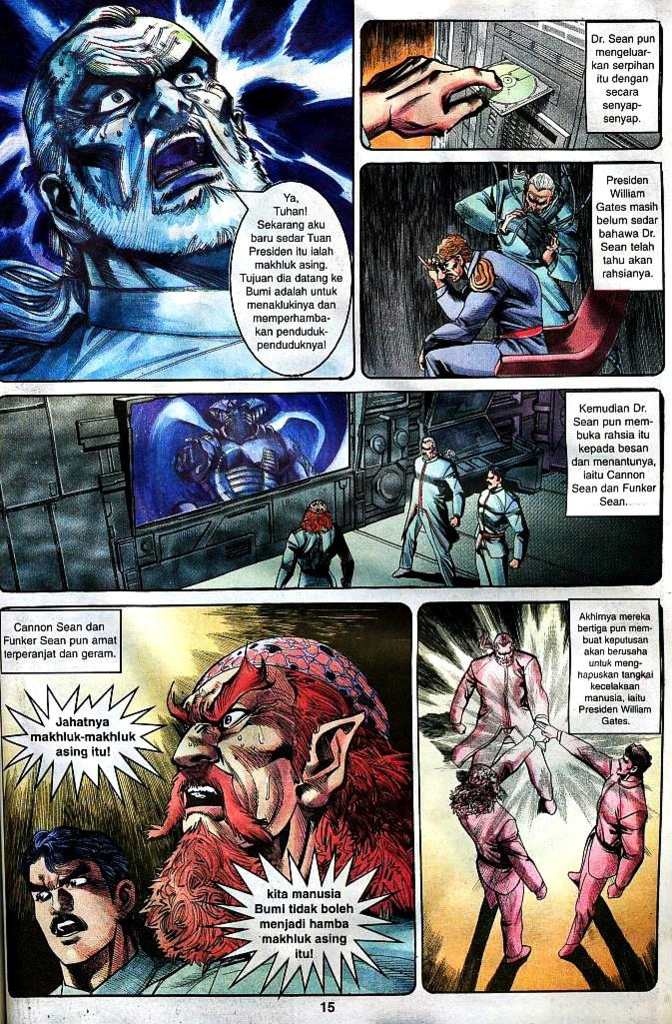 Ya,
Tuhan!
Sekarang aku
baru sedar Tuan
Presiden itu ialah
makhluk asing.
Tujuan dia datang ke
Bumi adalah untuk
menaklukinya dan
memperhamba-
kan penduduk-
penduduknya!
Dr. Sean pun
mengeluar-
kan serpihan
itu dengan
secara
senyap-
senyap.
Presiden
William
Gates masih
belum sedar
bahawa Dr.
Sean telah
tahu akan
rahsianya.
Kemudian Dr.
Sean pun mem-
buka rahsia itu
kepada besan
dan menantunya,
iaitu Cannon
Sean dan Funker
Sean.
Cannon Sean dan
Funker Sean pun amat
terperanjat dan geram.
Jahatnya
makhluk-makhluk
asing itu!
kita manusia
Bumi tidak boleh
menjadi hamba
makhluk asing
itu!
Akhirnya mereka
bertiga pun mem-
buat keputusan
akan berusaha
untuk meng-
hapuskan tangkai
kecelakaan
manusia, iaitu
Presiden William
Gates.
15